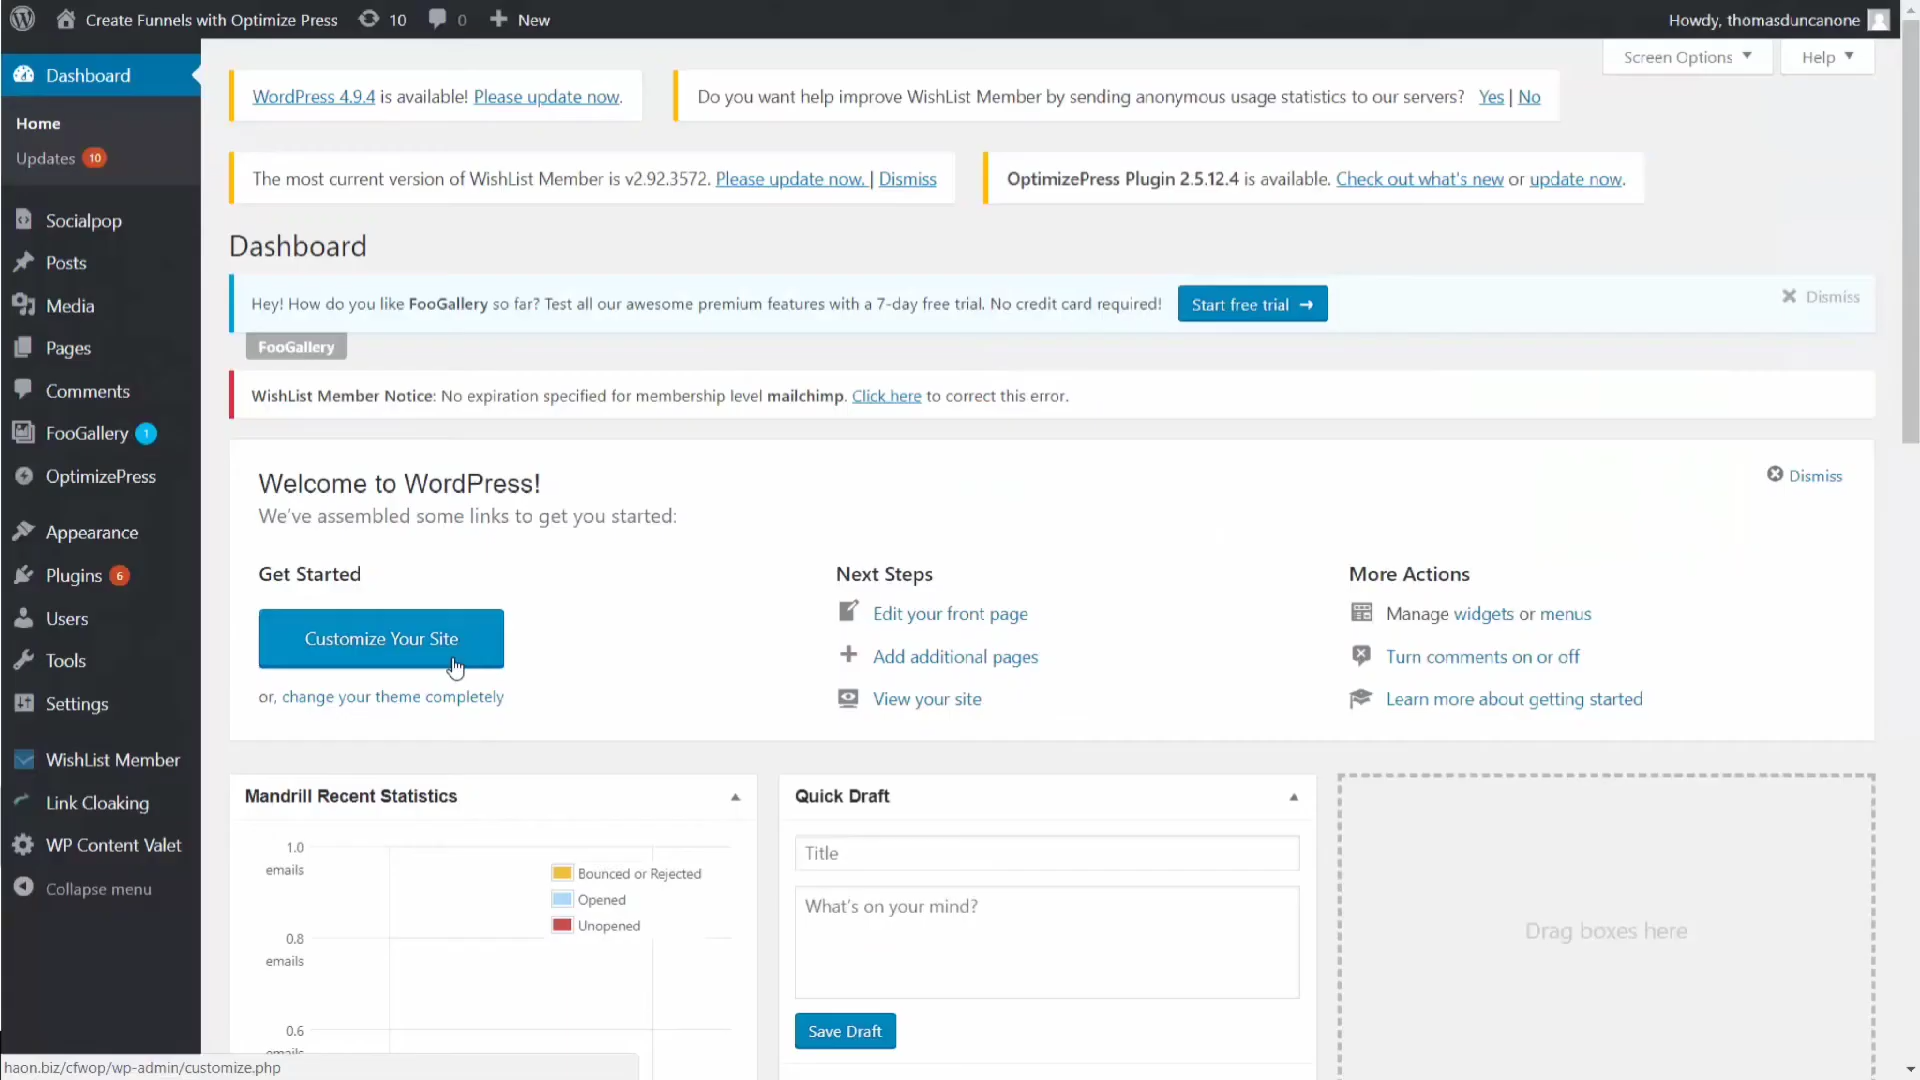 Create Funnels with Optimize Press 10 0 New Howdy, thomasduncanone
Screen Options Help
Dashboard
Home
Updates 10
Socialpop
Posts
Media
Pages
Comments
FooGallery 1
OptimizePress
Appearance
Plugins 6
Users
Tools
Settings
WishList Member
Link Cloaking
WP Content Valet
Collapse menu
WordPress 4.9.4 is available! Please update now.
Do you want help improve WishList Member by sending anonymous usage statistics to our servers? Yes | No
The most current version of WishList Member is v2.92.3572. Please update now. | Dismiss
OptimizePress Plugin 2.5.12.4 is available. Check out what's new or update now.
Dashboard
Hey! How do you like FooGallery so far? Test all our awesome premium features with a 7-day free trial. No credit card required! Start free trial → Dismiss
FooGallery
WishList Member Notice: No expiration specified for membership level mailchimp. Click here to correct this error.
Welcome to WordPress!
Dismiss
We've assembled some links to get you started:
Get Started
Customize Your Site
or, change your theme completely
Next Steps
Edit your front page
Add additional pages
View your site
More Actions
Manage widgets or menus
Turn comments on or off
Learn more about getting started
Mandrill Recent Statistics
1.0
emails
0.8
emails
0.6
emails
Bounced or Rejected
Opened
Unopened
Quick Draft
Title
What's on your mind?
Save Draft
Drag boxes here
haon.biz/cfwop/wp-admin/customize.php